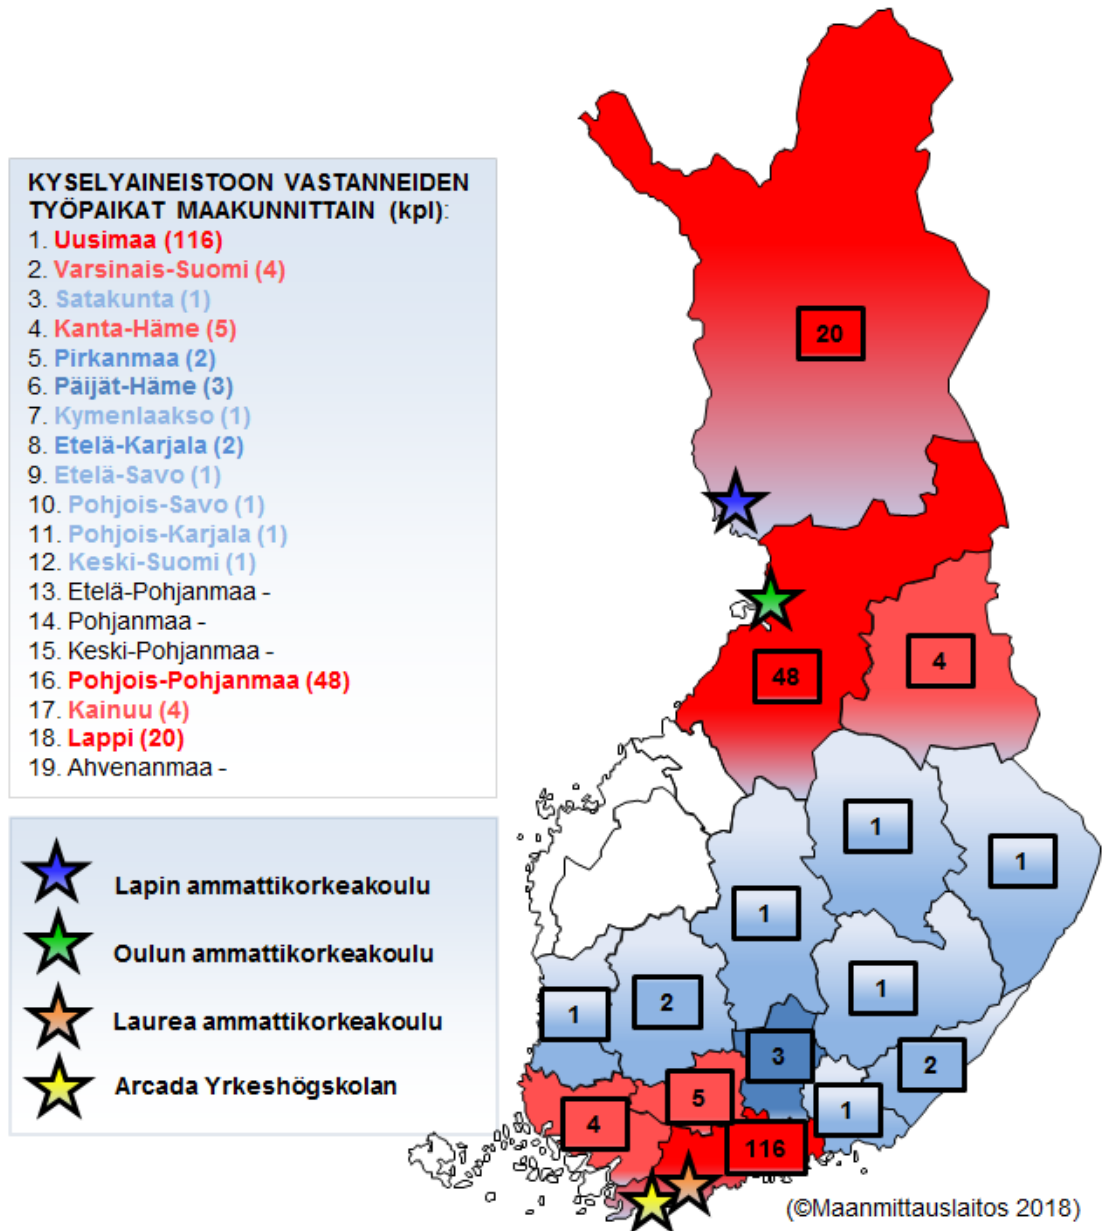 KYSELYAINEISTOON VASTANNEIDEN
TYÖPAIKAT MAAKUNNITTAIN (kpl):
1. Uusimaa (116)
2. Varsinais-Suomi (4)
3. Satakunta (1)
4. Kanta-Häme (5)
5. Pirkanmaa (2)
6. Päijät-Häme (3)
7. Kymenlaakso (1)
8. Etelä-Karjala (2)
9. Etelä-Savo (1)
10. Pohjois-Savo (1)
11. Pohjois-Karjala (1)
12. Keski-Suomi (1)
13. Etelä-Pohjanmaa -
14. Pohjanmaa -
15. Keski-Pohjanmaa -
16. Pohjois-Pohjanmaa (48)
17. Kainuu (4)
18. Lappi (20)
19. Ahvenanmaa -
Lapin ammattikorkeakoulu
Oulun ammattikorkeakoulu
Laurea ammattikorkeakoulu
Arcada Yrkeshögskolan
20
4
48
1
1
1
1
2
1
3
2
5
1
4
116
(©Maanmittauslaitos 2018)